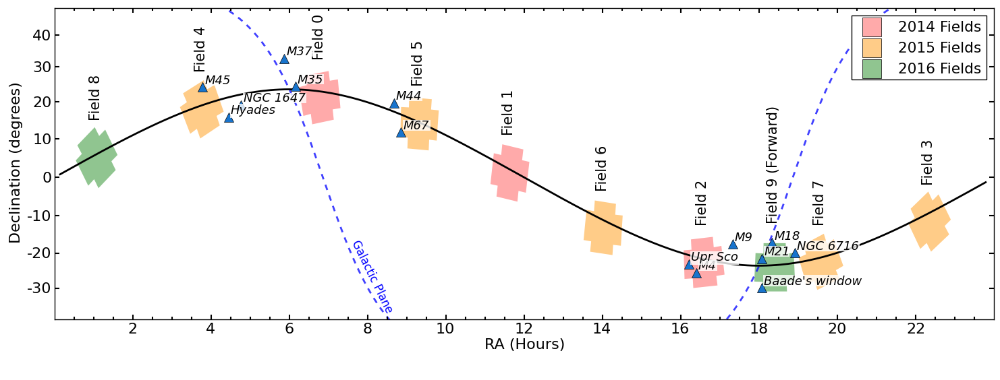 2014 Fields
2015 Fields
2016 Fields
Field 8
Field 4
Field 0
Field 5
Field 1
Field 6
Field 2
Field 9 (Forward)
Field 7
Field 3
M37
M35
M45
NGC 1647
Hyades
M44
M67
M9
M18
NGC 6716
M21
Upr Sco
M4
Baade's window
Galactic Plane
Declination (degrees)
40
30
20
10
0
-10
-20
-30
2 4 6 8 10 12 14 16 18 20 22
RA (Hours)